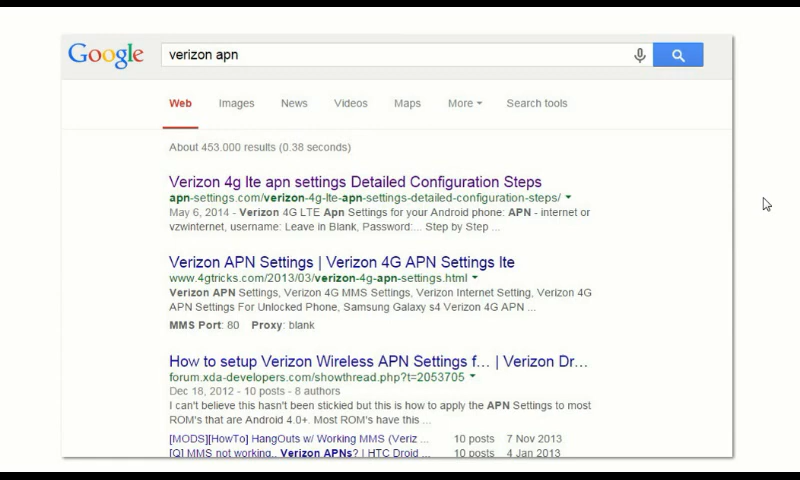 Google verizon apn
Web Images News Videos Maps More Search tools
About 453.000 results (0.38 seconds)
Verizon 4g lte apn settings Detailed Configuration Steps
apn-settings.com/verizon-4g-lte-apn-settings-detailed-configuration-steps/
May 6, 2014 - Verizon 4G LTE Apn Settings for your Android phone: APN - internet or
vzwinternet, username: Leave in Blank, Password:... Step by Step ...
Verizon APN Settings | Verizon 4G APN Settings lte
www.4gtricks.com/2013/03/verizon-4g-apn-settings.html
Verizon APN Settings, Verizon 4G MMS Settings, Verizon Internet Setting, Verizon 4G
APN Settings For Unlocked Phone, Samsung Galaxy s4 Verizon 4G APN ...
MMS Port: 80 Proxy: blank
How to setup Verizon Wireless APN Settings f... | Verizon Dr...
forum.xda-developers.com/showthread.php?t=2053705
Dec 18, 2012 - 10 posts - 8 authors
I can't believe this hasn't been stickied but this is how to apply the APN Settings to most
ROM's that are Android 4.0+. Most ROM's have this ...
[MODS][HowTo] HangOuts w/ Working MMS (Veriz ... 10 posts 7 Nov 2013
[Q] MMS not working.. Verizon APNs? | HTC Droid ... 10 posts 4 Jan 2013